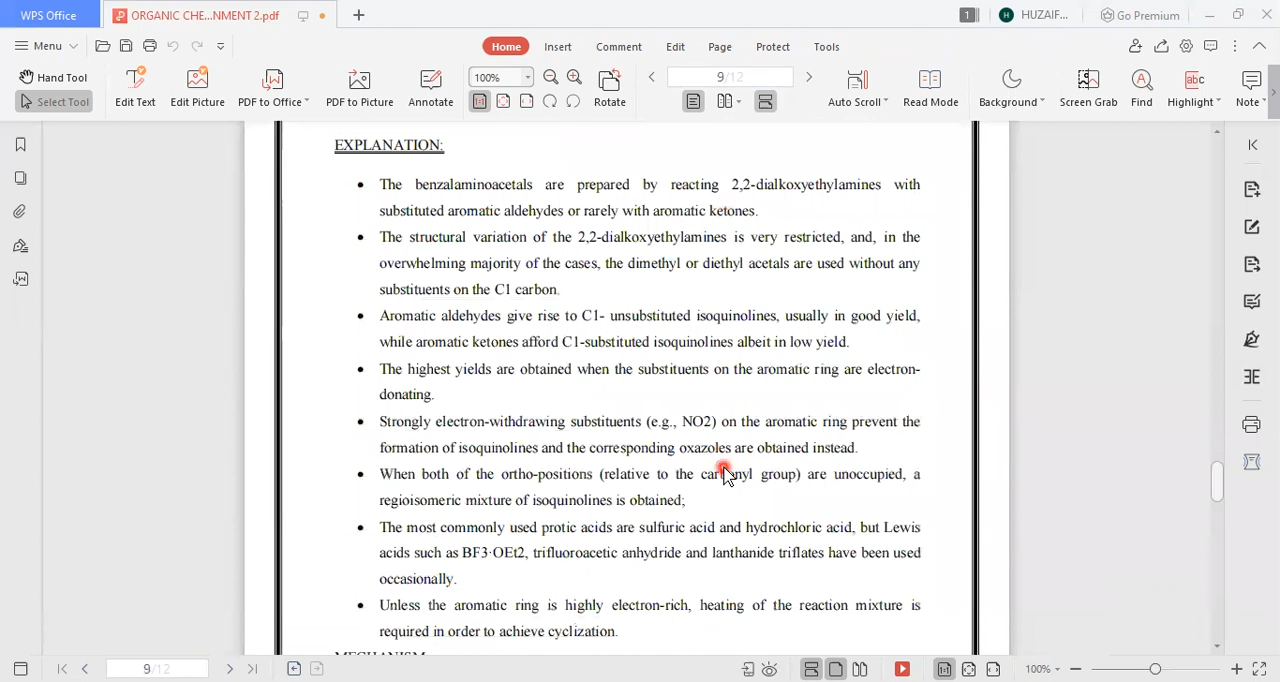 WPS Office
ORGANIC CHE...NMENT 2.pdf
1
H
HUZAIF...
Go Premium
Menu
Home
Insert
Comment
Edit
Page
Protect
Tools
Hand Tool
Select Tool
Edit Text
Edit Picture
PDF to Office
PDF to Picture
Annotate
100%
Rotate
9/12
Auto Scroll
Read Mode
Background
Screen Grab
Find
Highlight
Note
EXPLANATION:
• The benzalaminoacetals are prepared by reacting 2,2-dialkoxyethylamines with
substituted aromatic aldehydes or rarely with aromatic ketones.
• The structural variation of the 2,2-dialkoxyethylamines is very restricted, and, in the
overwhelming majority of the cases, the dimethyl or diethyl acetals are used without any
substituents on the C1 carbon.
• Aromatic aldehydes give rise to C1- unsubstituted isoquinolines, usually in good yield,
while aromatic ketones afford C1-substituted isoquinolines albeit in low yield.
• The highest yields are obtained when the substituents on the aromatic ring are electron-
donating.
• Strongly electron-withdrawing substituents (e.g., NO2) on the aromatic ring prevent the
formation of isoquinolines and the corresponding oxazoles are obtained instead.
• When both of the ortho-positions (relative to the carbonyl group) are unoccupied, a
regioisomeric mixture of isoquinolines is obtained;
• The most commonly used protic acids are sulfuric acid and hydrochloric acid, but Lewis
acids such as BF3·OEt2, trifluoroacetic anhydride and lanthanide triflates have been used
occasionally.
• Unless the aromatic ring is highly electron-rich, heating of the reaction mixture is
required in order to achieve cyclization.
MECHANISM
9/12
100%